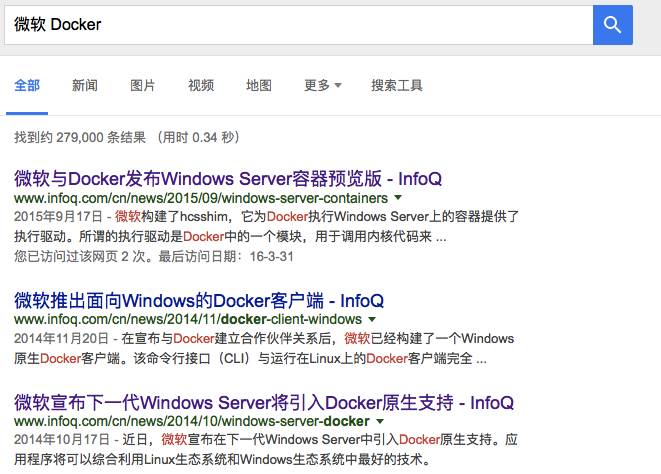 微软 Docker
全部 新闻 图片 视频 地图 更多 搜索工具
找到约 279,000 条结果 （用时 0.34 秒）
微软与Docker发布Windows Server容器预览版 - InfoQ
www.infoq.com/cn/news/2015/09/windows-server-containers
2015年9月17日 - 微软构建了hcsshim，它为Docker执行Windows Server上的容器提供了
执行驱动。所谓的执行驱动是Docker中的一个模块，用于调用内核代码来 ...
您已访问过该网页 2 次。最后访问日期：16-3-31
微软推出面向Windows的Docker客户端 - InfoQ
www.infoq.com/cn/news/2014/11/docker-client-windows
2014年11月20日 - 在宣布与Docker建立合作伙伴关系后，微软已经构建了一个Windows
原生Docker客户端。该命令行接口（CLI）与运行在Linux上的Docker客户端完全 ...
微软宣布下一代Windows Server将引入Docker原生支持 - InfoQ
www.infoq.com/cn/news/2014/10/windows-server-docker
2014年10月17日 - 近日，微软宣布在下一代Windows Server中引入Docker原生支持。应
用程序将可以综合利用Linux生态系统和Windows生态系统中最好的技术。